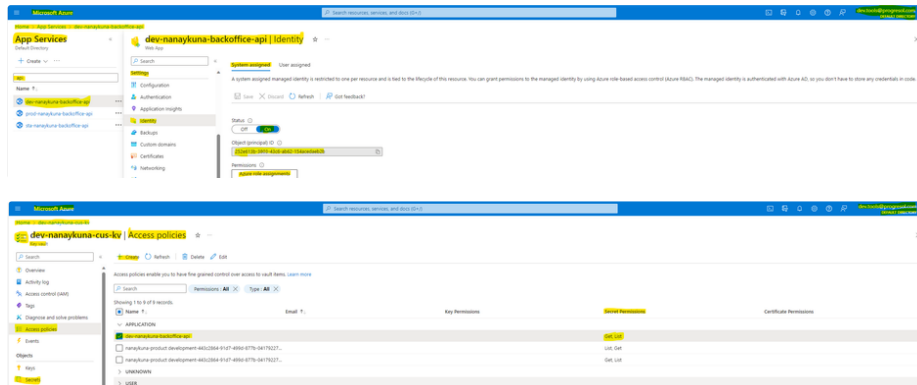 Microsoft Azure
Search resources, services, and docs (G+/)
DEFAULT DIRECTORY
Home > App Services > dev-nanaykuna-backoffice-api
App Services
Default Directory
+ Create
api
Name ↑↓
dev-nanaykuna-backoffice-api
prod-nanaykuna-backoffice-api
sta-nanaykuna-backoffice-api
dev-nanaykuna-backoffice-api | Identity
Web App
Search
Settings
Configuration
Authentication
Application Insights
Identity
Backups
Custom domains
Certificates
Networking
System assigned User assigned
A system assigned managed identity is restricted to one per resource and is tied to the lifecycle of this resource. You can grant permissions to the managed identity by using Azure role-based access control (Azure RBAC). The managed identity is authenticated with Azure AD, so you don't have to store any credentials in code.
Save Discard Refresh Got feedback?
Status
Off On
Object (principal) ID
Permissions
Azure role assignments
Microsoft Azure
Search resources, services, and docs (G+/)
DEFAULT DIRECTORY
Home > dev-nanaykuna-cus-kv
dev-nanaykuna-cus-kv | Access policies
Key vault
Search
Overview
Activity log
Access control (IAM)
Tags
Diagnose and solve problems
Access policies
Events
Objects
Keys
Secrets
+ Create Refresh Delete Edit
Access policies enable you to have fine grained control over access to vault items. Learn more
Search Permissions : All Type : All
Showing 1 to 9 of 9 records.
Name ↑ Email ↑ Key Permissions Secret Permissions Certificate Permissions
APPLICATION
dev-nanaykuna-backoffice-api Get, List
List, Get
Get, List
UNKNOWN
USER